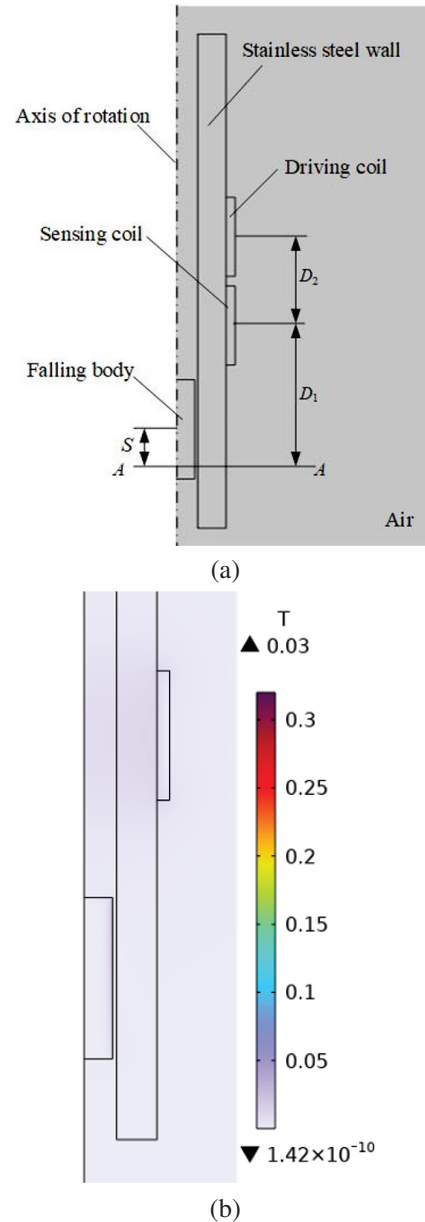 Stainless steel wall
Axis of rotation
Driving coil
Sensing coil
D₂
Falling body
D₁
S
A A
Air
(a)
T
▲ 0.03
0.3
0.25
0.2
0.15
0.1
0.05
▼ 1.42×10⁻¹⁰
(b)